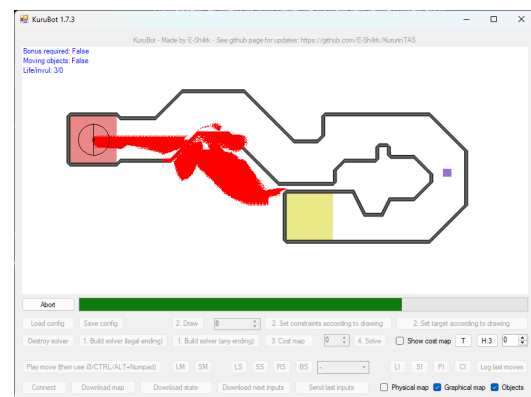 KuruBot 1.7.3
KuruBot - Made by E-Sh4rk - See github page for updates: https://github.com/E-Sh4rk/KururinTAS
Bonus required: False
Moving objects: False
Life/invul: 3/0
Abort
Load config Save config 2. Draw 8 2. Set constraints according to drawing 2. Set target according to drawing
Destroy solver 1. Build solver (legal ending) 1. Build solver (any ending) 3. Cost map 0 4. Solve Show cost map T H:3 0
Play move (then use Ø/CTRL/ALT+Numpad) LM SM LS SS RS BS - LI SI PI CI Log last moves
Connect Download map Download state Download next inputs Send last inputs Physical map Graphical map Objects